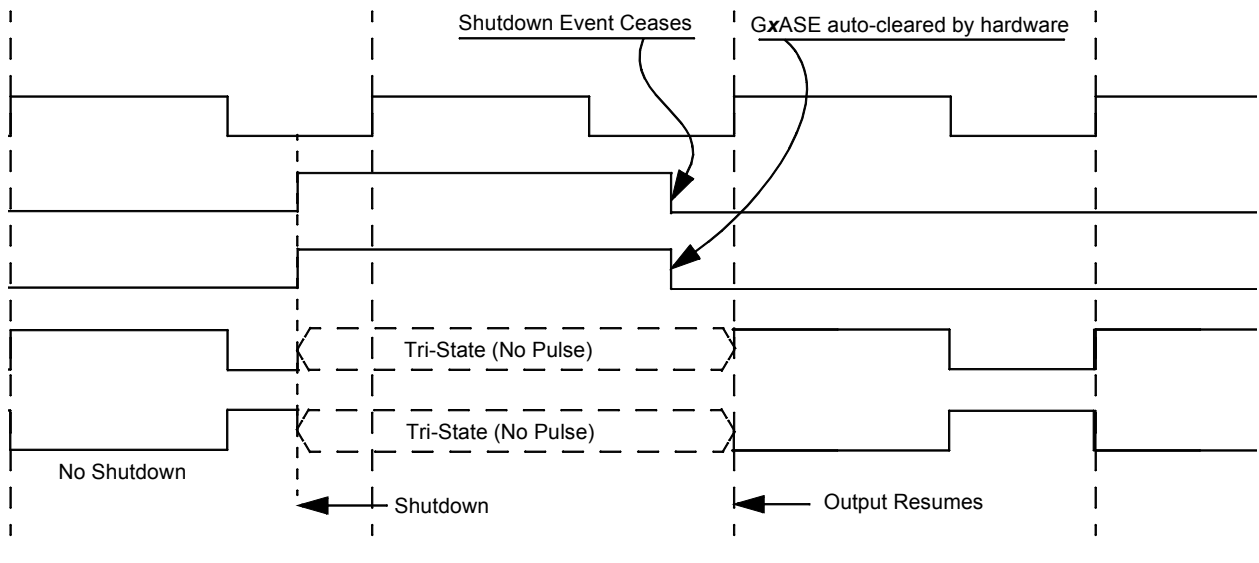 Shutdown Event Ceases
GxASE auto-cleared by hardware
Tri-State (No Pulse)
Tri-State (No Pulse)
No Shutdown
Shutdown
Output Resumes